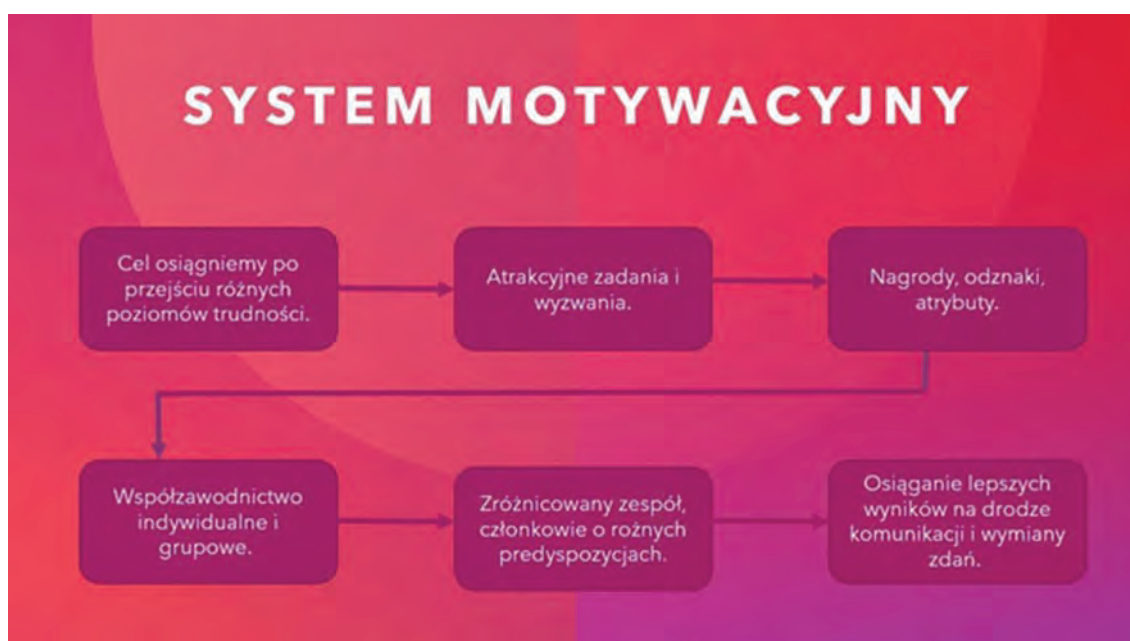 SYSTEM MOTYWACYJNY
Cel osiągniemy po
przejściu różnych
poziomów trudności.
Atrakcyjne zadania i
wyzwania.
Nagrody, odznaki,
atrybuty.
Współzawodnictwo
indywidualne i
grupowe.
Zróżnicowany zespół,
członkowie o rożnych
predyspozycjach.
Osiąganie lepszych
wyników na drodze
komunikacji i wymiany
zdań.